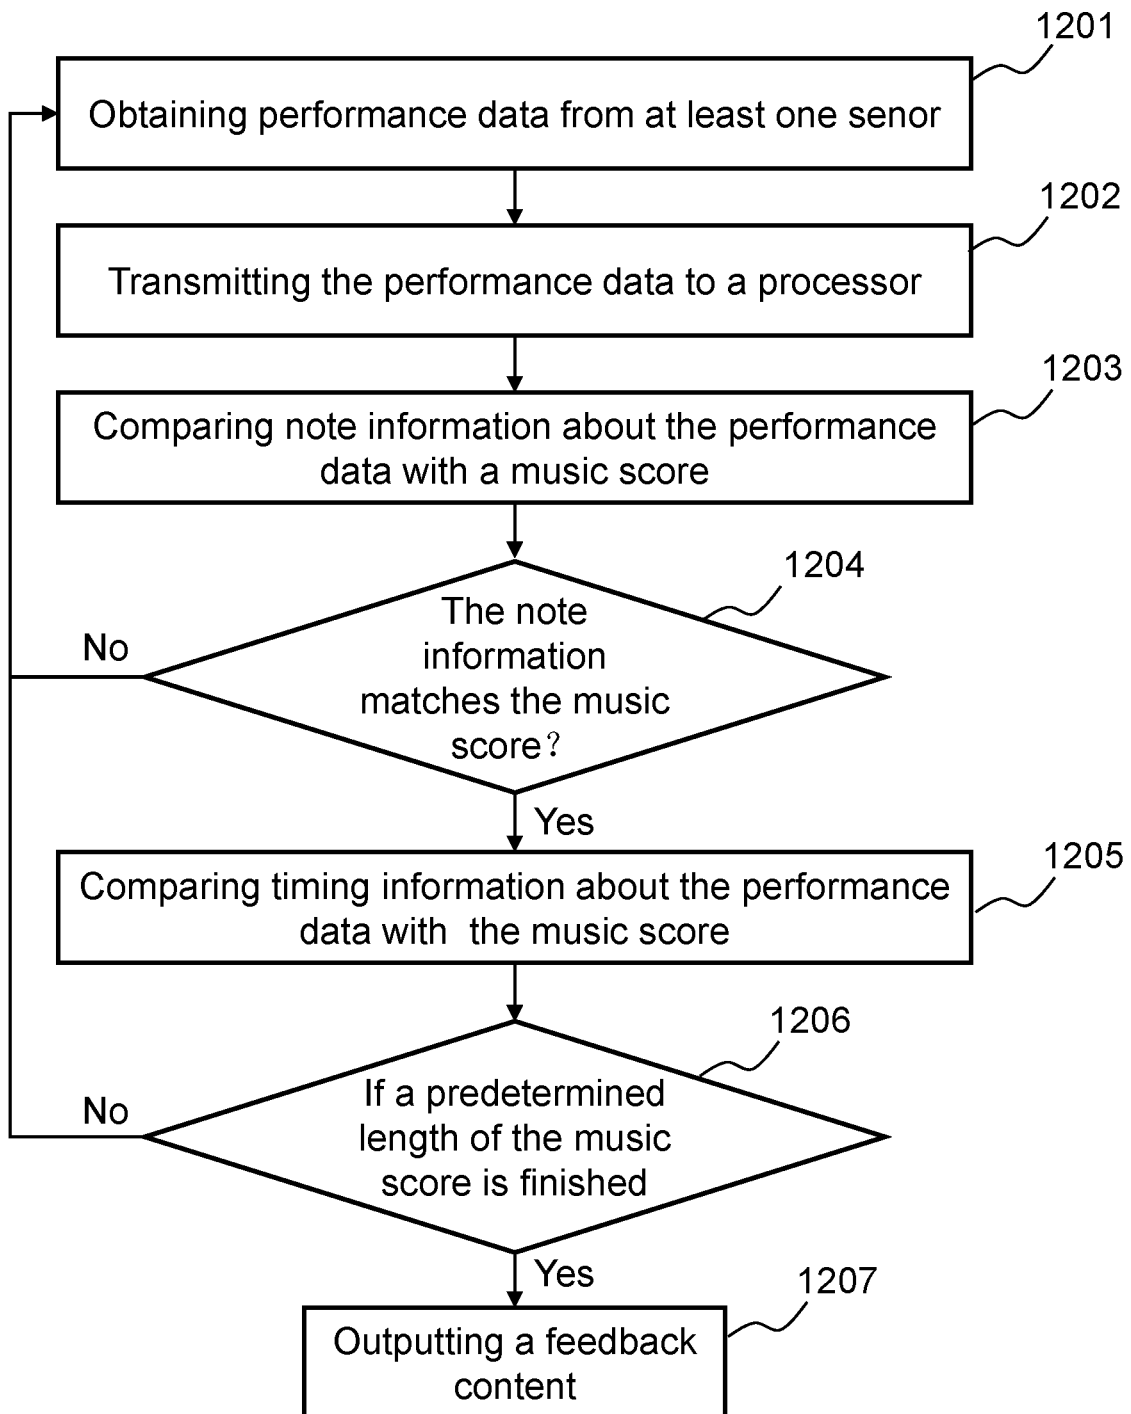 1201
Obtaining performance data from at least one senor
1202
Transmitting the performance data to a processor
1203
Comparing note information about the performance
data with a music score
1204
The note
information
matches the music
score？
No
Yes
1205
Comparing timing information about the performance
data with the music score
1206
If a predetermined
length of the music
score is finished
No
Yes
1207
Outputting a feedback
content